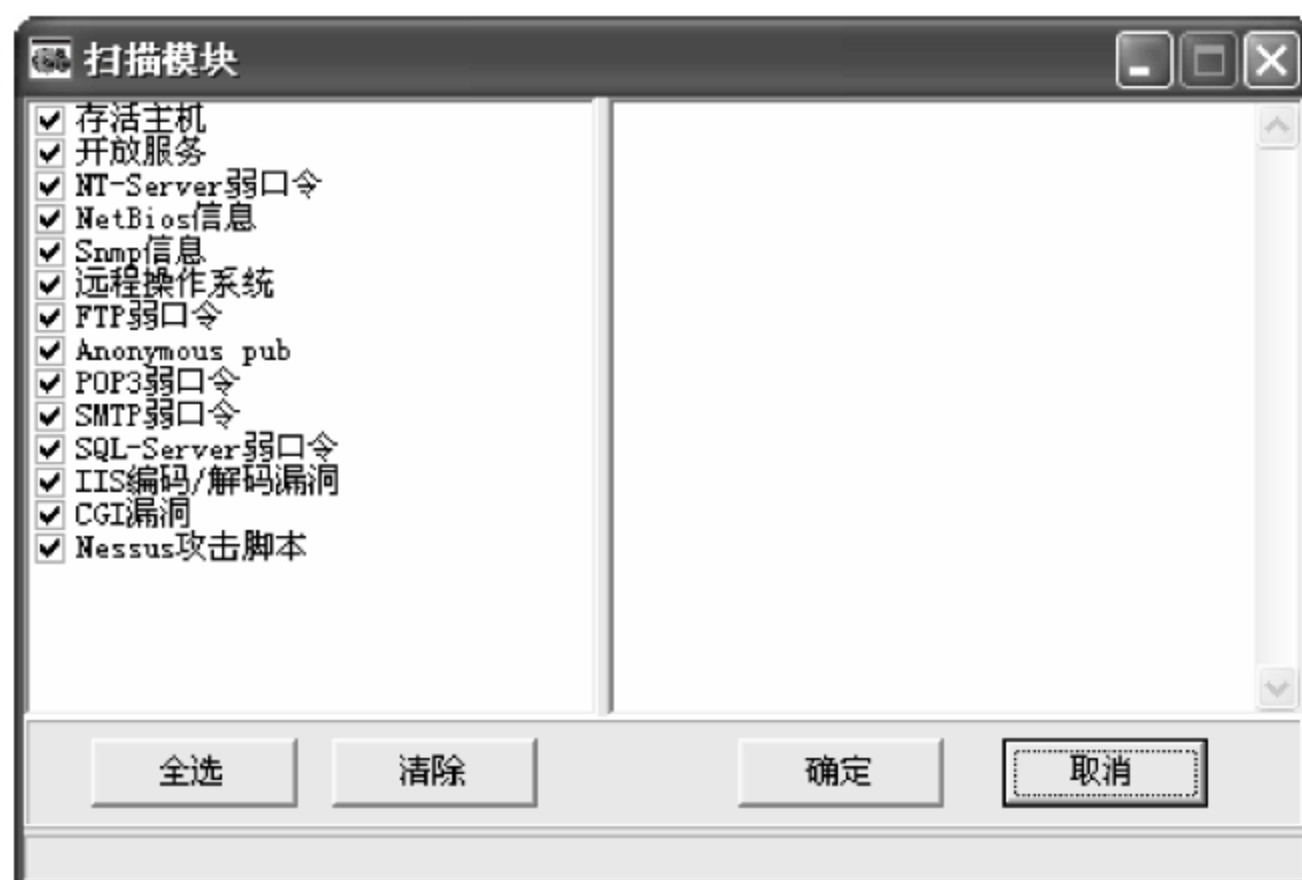 扫描模块
存活主机
开放服务
NT-Server弱口令
NetBios信息
Snmp信息
远程操作系统
FTP弱口令
Anonymous pub
POP3弱口令
SMTP弱口令
SQL-Server弱口令
IIS编码/解码漏洞
CGI漏洞
Nessus攻击脚本
全选 清除 确定 取消